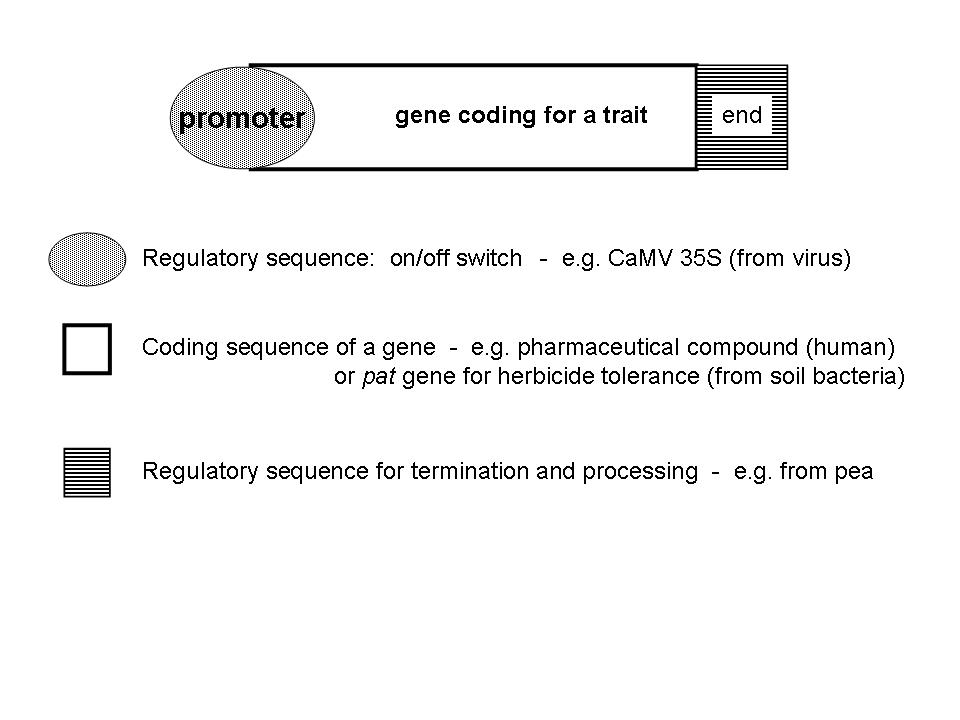 promoter gene coding for a trait end
Regulatory sequence: on/off switch - e.g. CaMV 35S (from virus)
Coding sequence of a gene - e.g. pharmaceutical compound (human)
or pat gene for herbicide tolerance (from soil bacteria)
Regulatory sequence for termination and processing - e.g. from pea